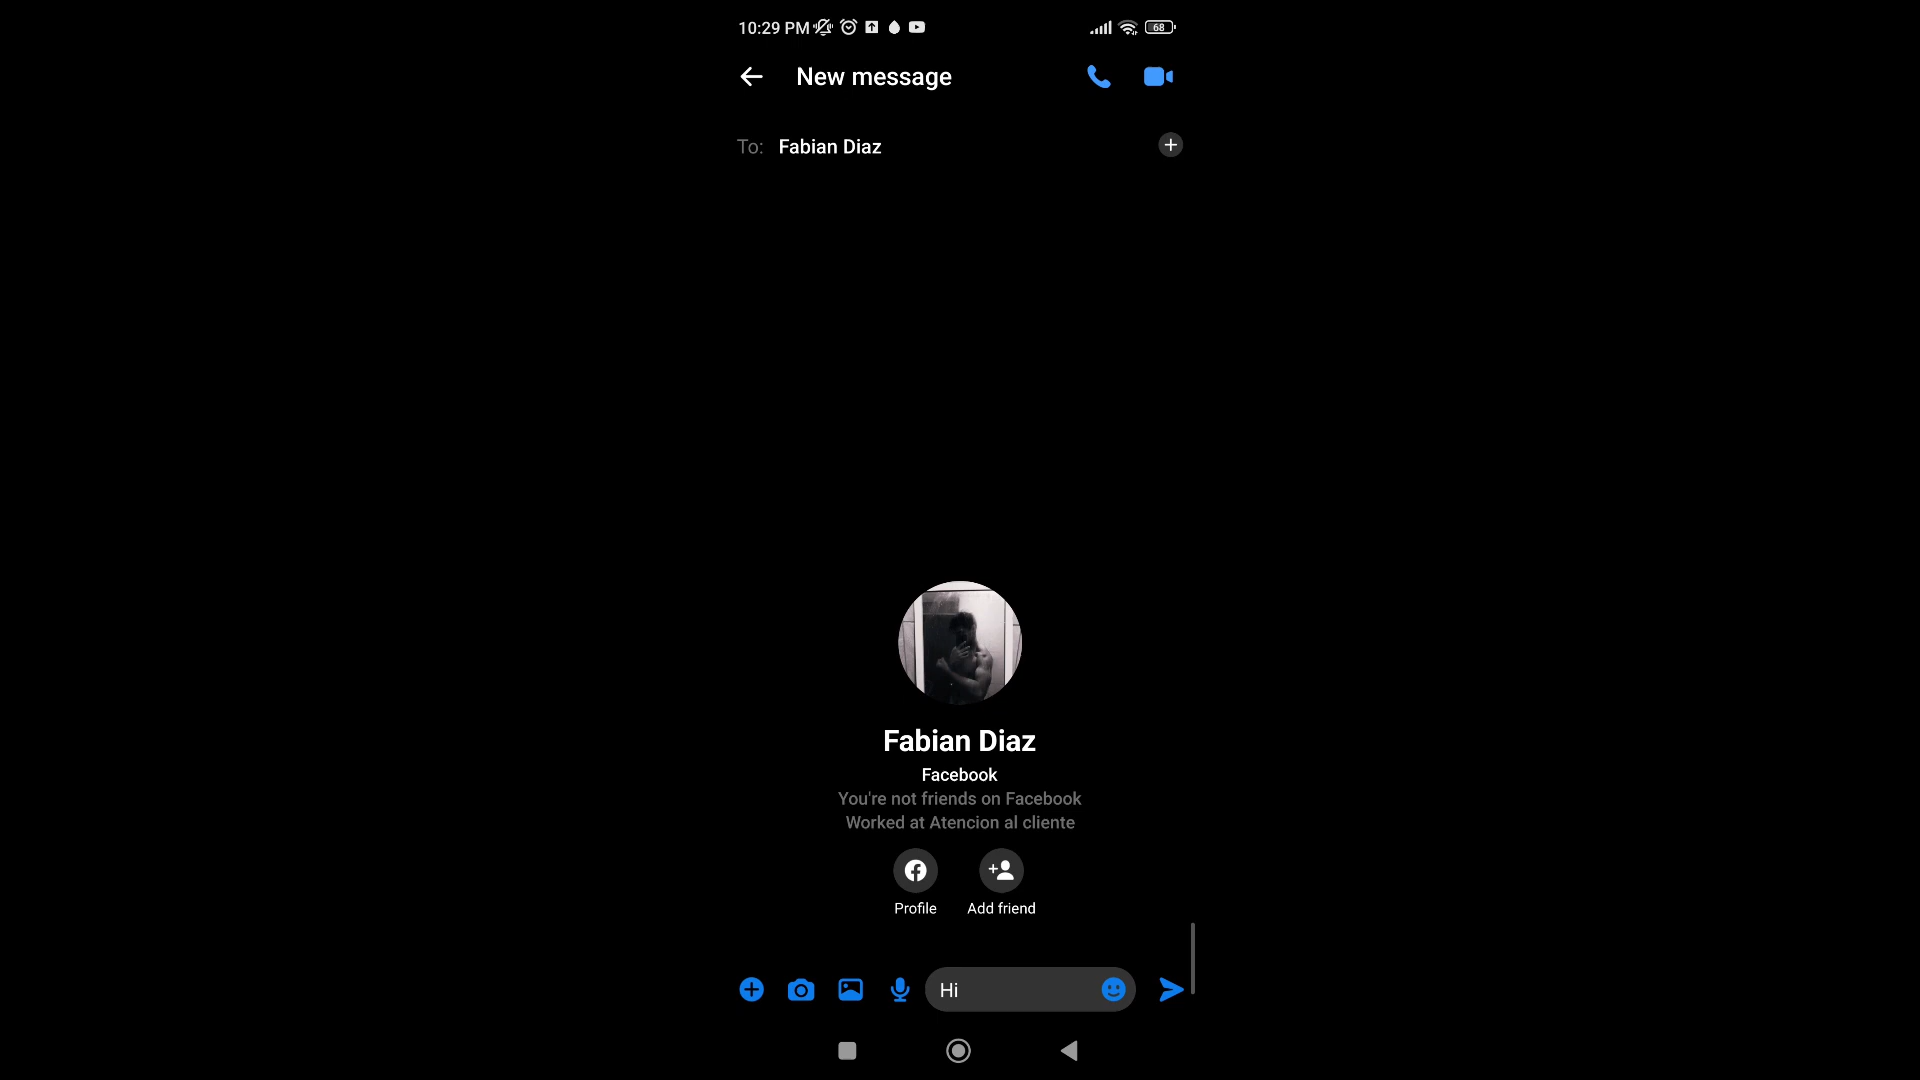 10:29 PM
68
New message
To: Fabian Diaz
Fabian Diaz
Facebook
You're not friends on Facebook
Worked at Atencion al cliente
Profile
Add friend
Hi